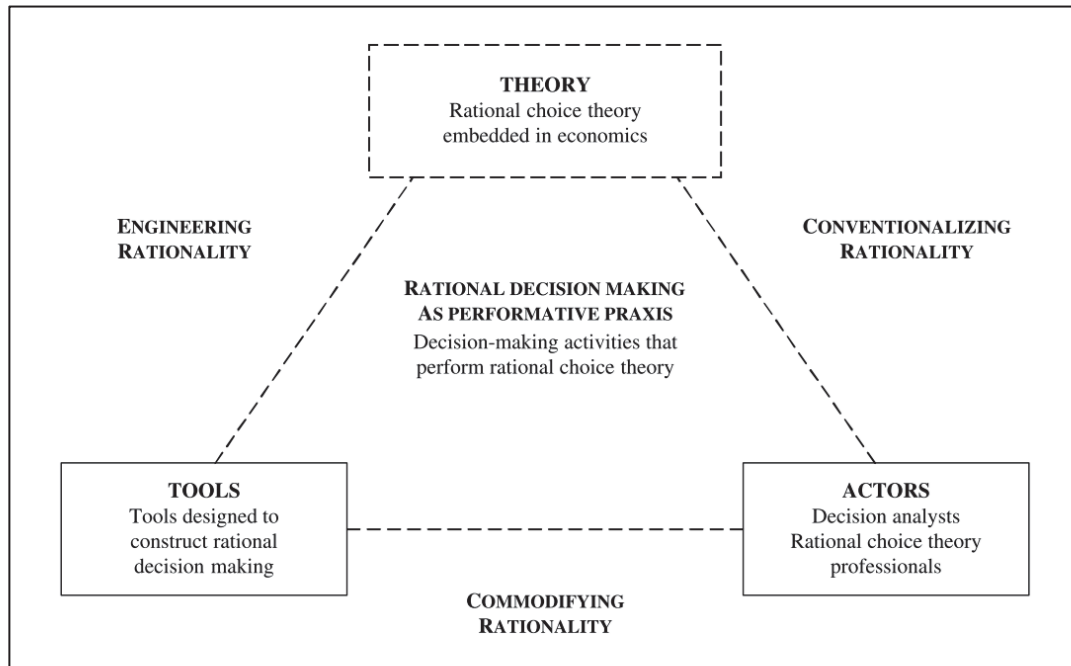 THEORY
Rational choice theory
embedded in economics
ENGINEERING
RATIONALITY
CONVENTIONALIZING
RATIONALITY
RATIONAL DECISION MAKING
AS PERFORMATIVE PRAXIS
Decision-making activities that
perform rational choice theory
TOOLS
Tools designed to
construct rational
decision making
ACTORS
Decision analysts
Rational choice theory
professionals
COMMODIFYING
RATIONALITY